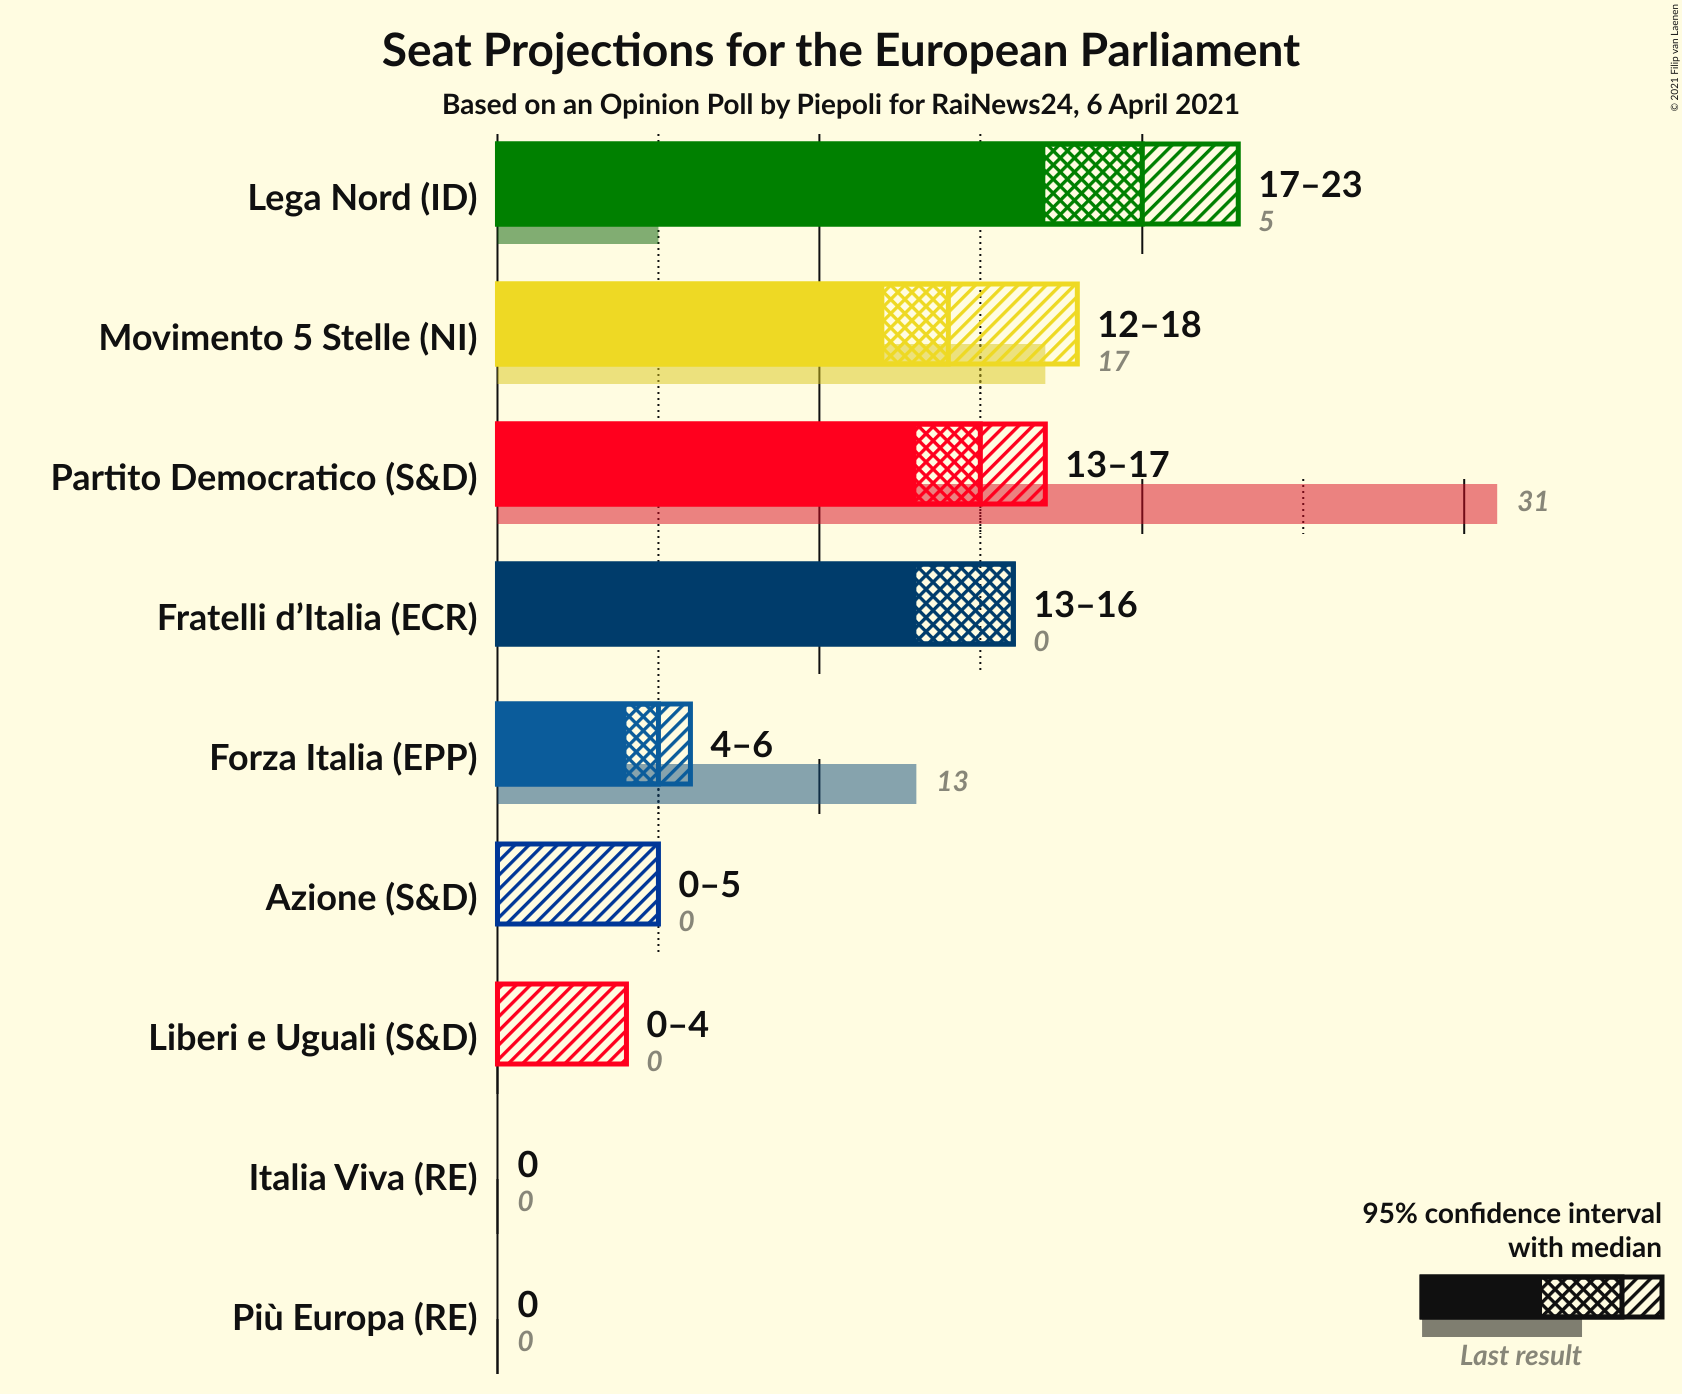 Seat Projections for the European Parliament
Based on an Opinion Poll by Piepoli for RaiNews24, 6 April 2021
© 2021 Filip van Laenen
Lega Nord (ID)
17–23
5
Movimento 5 Stelle (NI)
12–18
17
Partito Democratico (S&D)
13–17
31
Fratelli d’Italia (ECR)
13–16
0
Forza Italia (EPP)
4–6
13
Azione (S&D)
0–5
0
Liberi e Uguali (S&D)
0–4
0
Italia Viva (RE)
0
0
Più Europa (RE)
0
0
95% confidence interval
with median
Last result